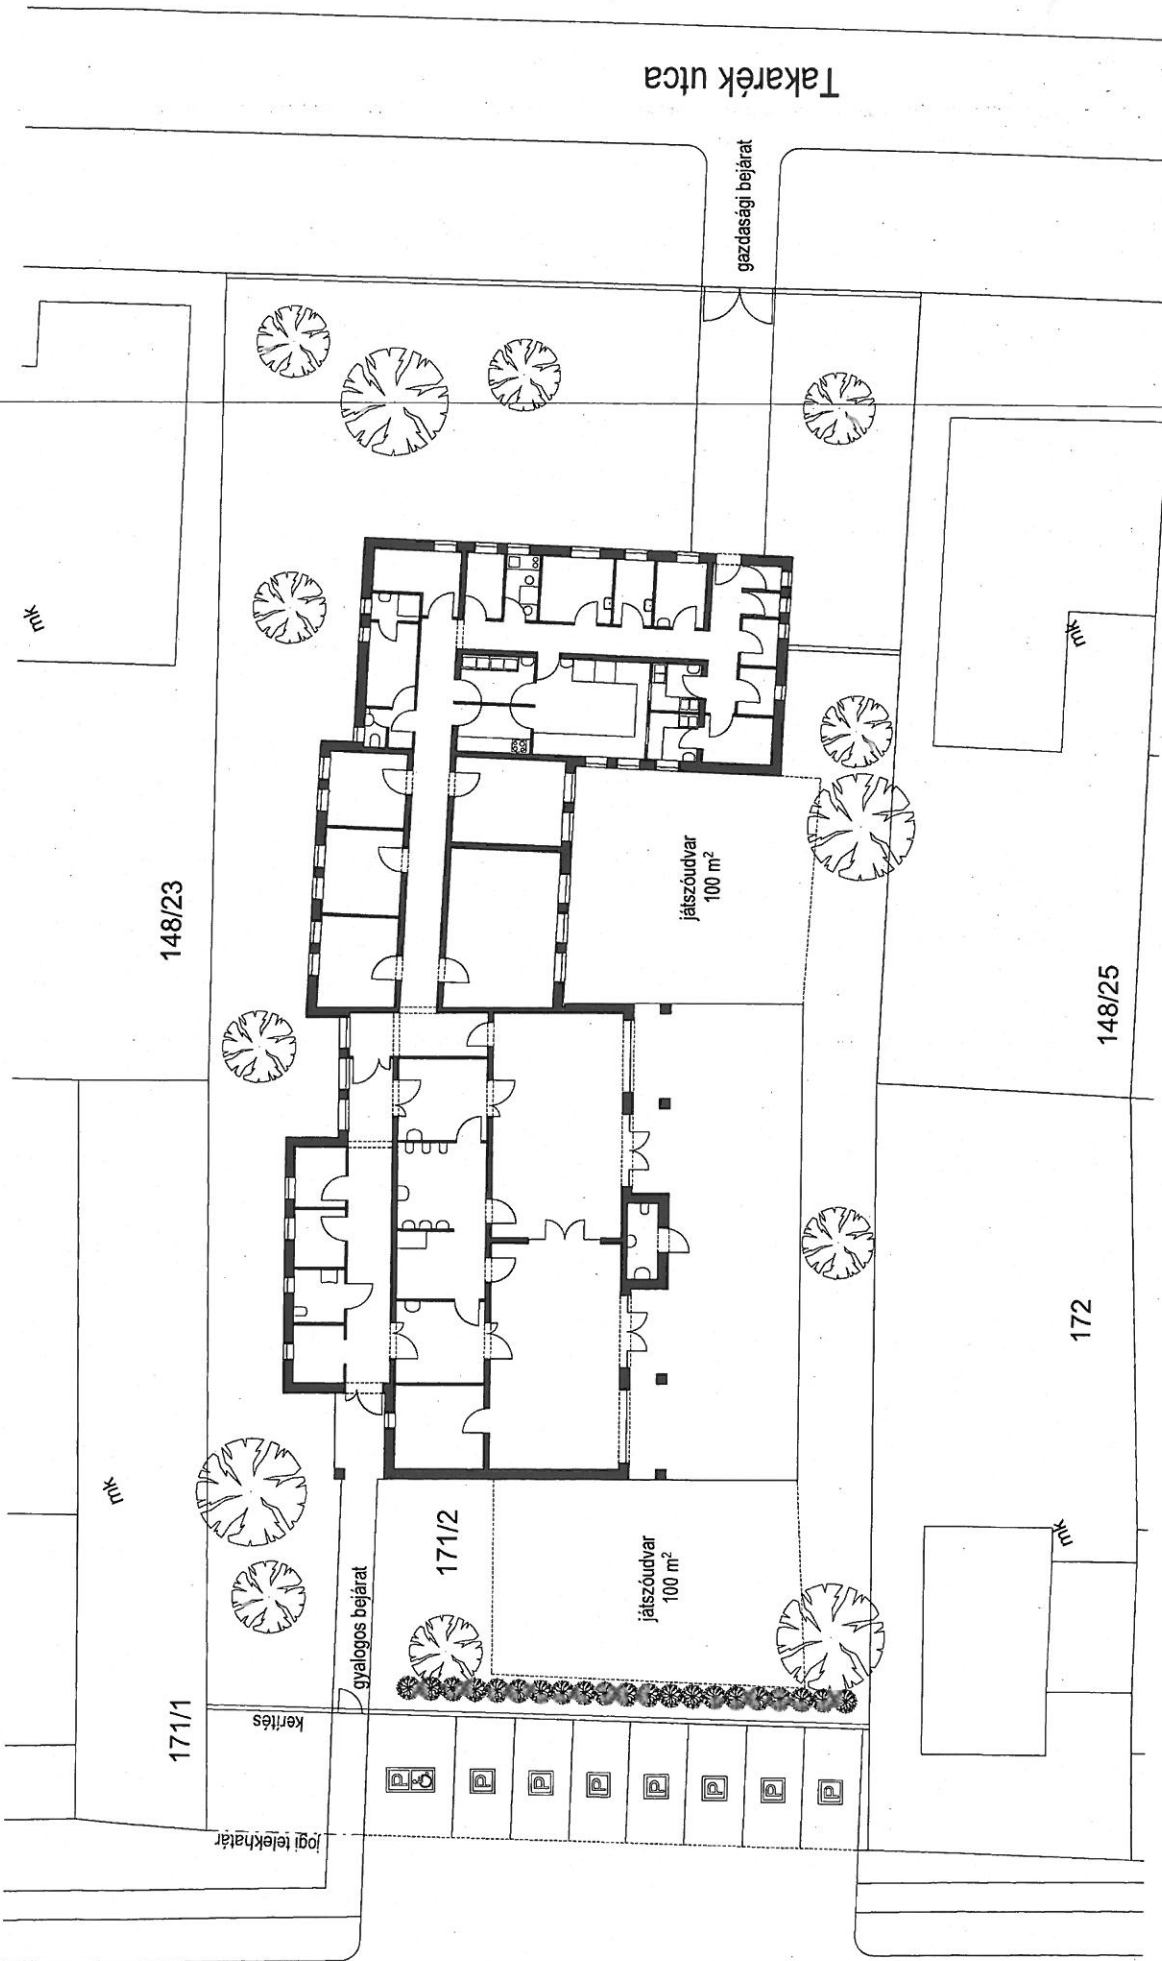 Takarék utca
gazdasági bejárat
mk
mk
148/23
játszóudvar
100 m²
148/25
172
mk
mk
171/2
játszóudvar
100 m²
gyalogos bejárat
171/1
kerítés
P
P
P
P
P
P
P
P
jogi telekhatár